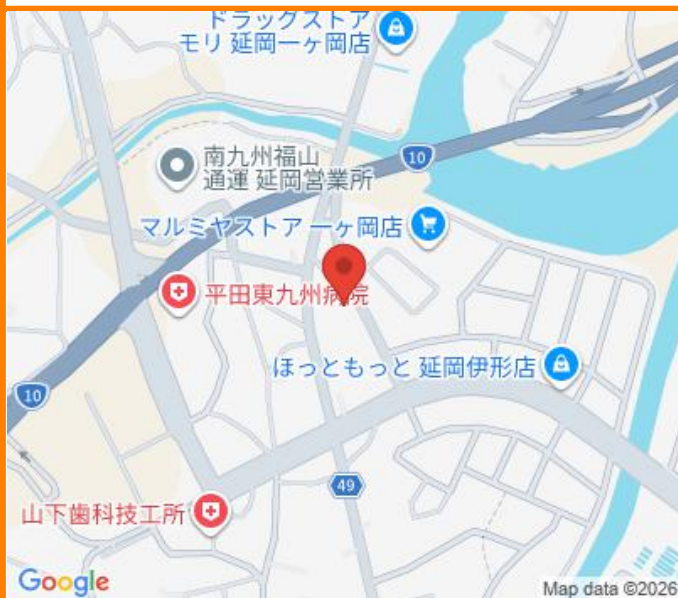 ドラッグストア
モリ 延岡一ヶ岡店
10
南九州福山
通運 延岡営業所
マルミヤストア 一ヶ岡店
平田東九州病院
ほっともっと 延岡伊形店
10
49
山下歯科技工所
Google
Map data ©2026